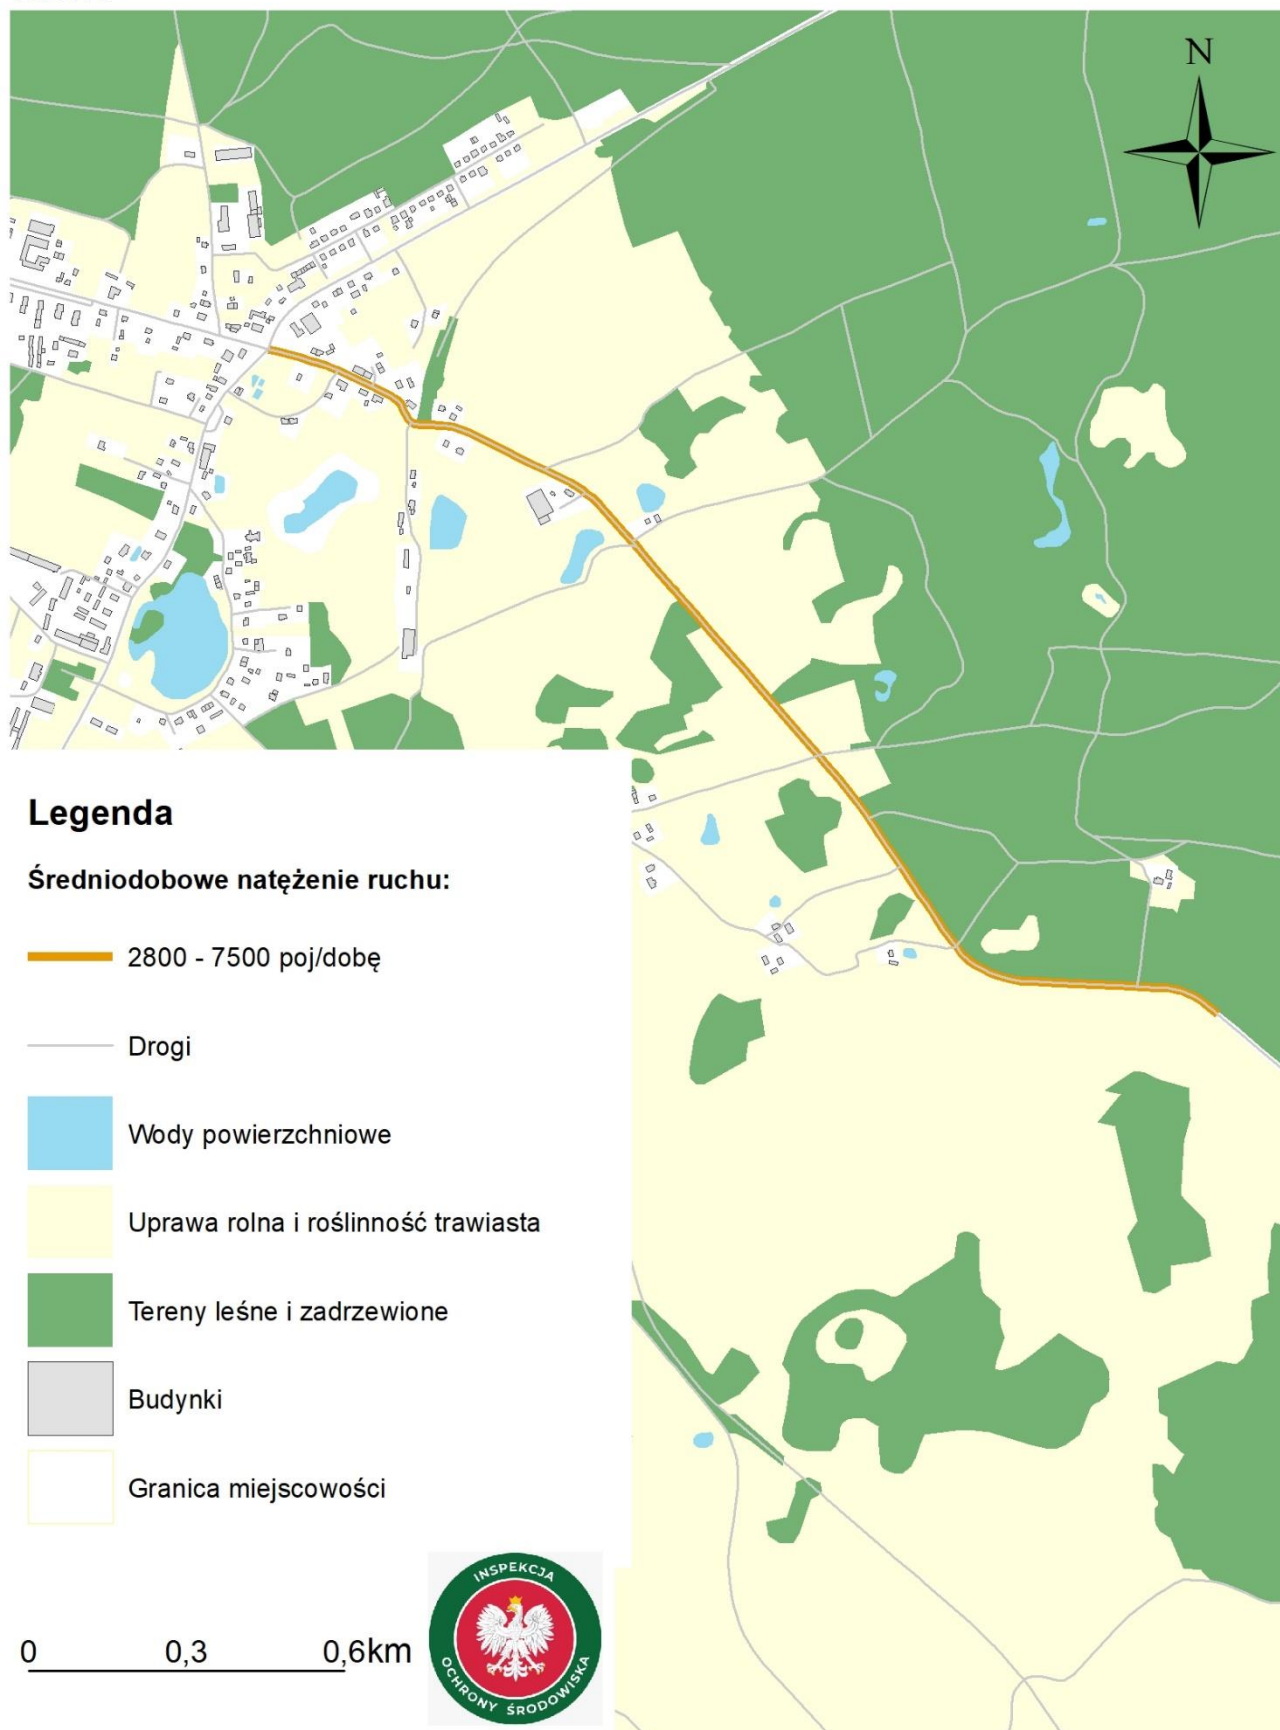 N
Legenda
Średniodobowe natężenie ruchu:
2800 - 7500 poj/dobę
Drogi
Wody powierzchniowe
Uprawa rolna i roślinność trawiasta
Tereny leśne i zadrzewione
Budynki
Granica miejscowości
0 0,3 0,6km
INSPEKCJA
OCHRONY ŚRODOWISKA